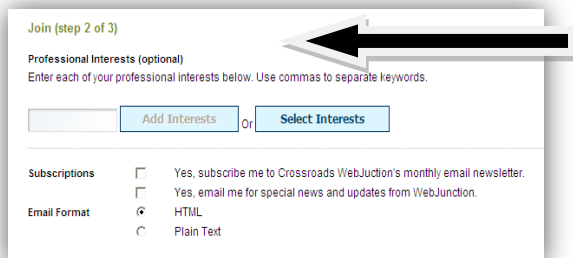 Join (step 2 of 3)
Professional Interests (optional)
Enter each of your professional interests below. Use commas to separate keywords.
Add Interests Or Select Interests
Subscriptions Yes, subscribe me to Crossroads WebJuction's monthly email newsletter.
Yes, email me for special news and updates from WebJunction.
Email Format HTML
Plain Text